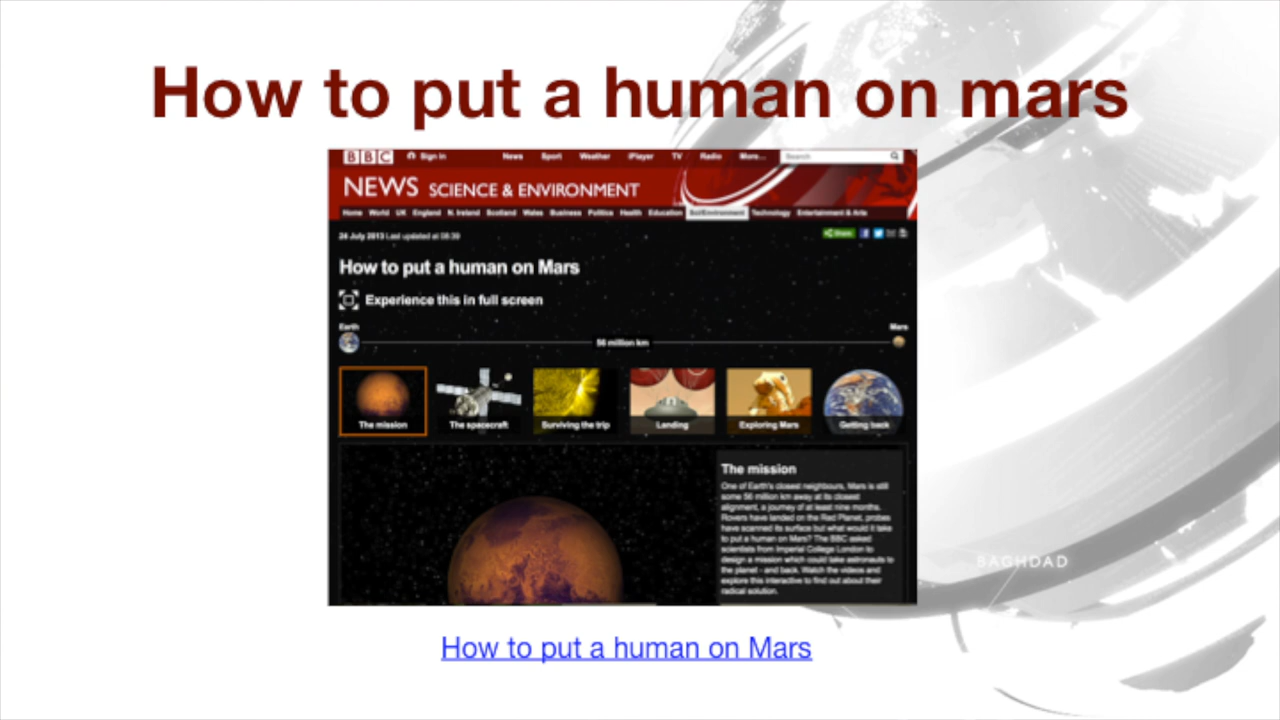 How to put a human on mars
BBC Sign in News Sport Weather iPlayer TV Radio More... Search
NEWS SCIENCE & ENVIRONMENT
Home World UK England N. Ireland Scotland Wales Business Politics Health Education Sci/Environment Technology Entertainment & Arts
24 July 2013 Last updated at 08:39
Share
How to put a human on Mars
Experience this in full screen
Earth Mars
56 million km
The mission The spacecraft Surviving the trip Landing Exploring Mars Getting back
The mission
One of Earth's closest neighbours, Mars is still
some 56 million km away at its closest
alignment, a journey of at least nine months.
Rovers have landed on the Red Planet, probes
have scanned its surface but what would it take
to put a human on Mars? The BBC asked
scientists from Imperial College London to
design a mission which could take astronauts to
the planet - and back. Watch the videos and
explore this interactive to find out about their
radical solution.
BAGHDAD
How to put a human on Mars